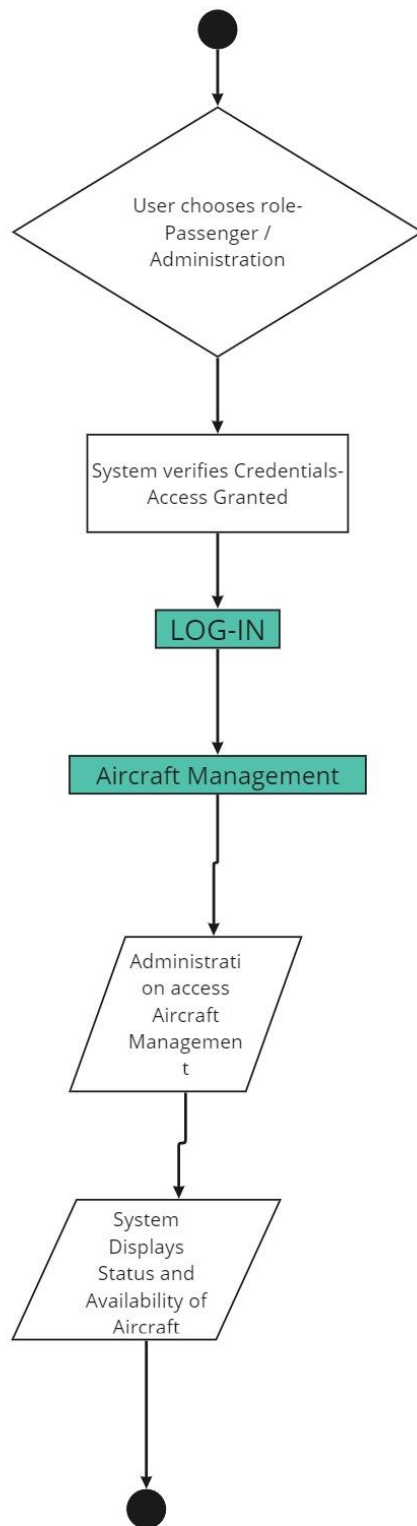 User chooses role-
Passenger /
Administration
System verifies Credentials-
Access Granted
LOG-IN
Aircraft Management
Administrati
on access
Aircraft
Managemen
t
System
Displays
Status and
Availability of
Aircraft